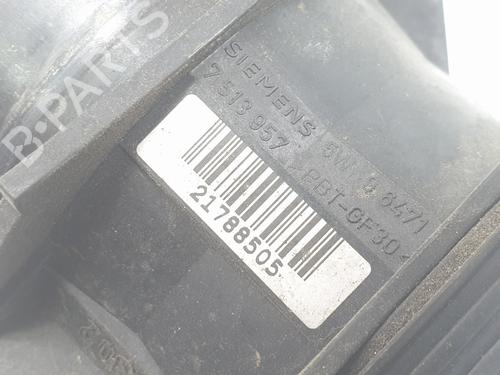 B-PARTS
SIEMENS 5WK9 6471
7 513 957 >PBT-GF30<
21788505